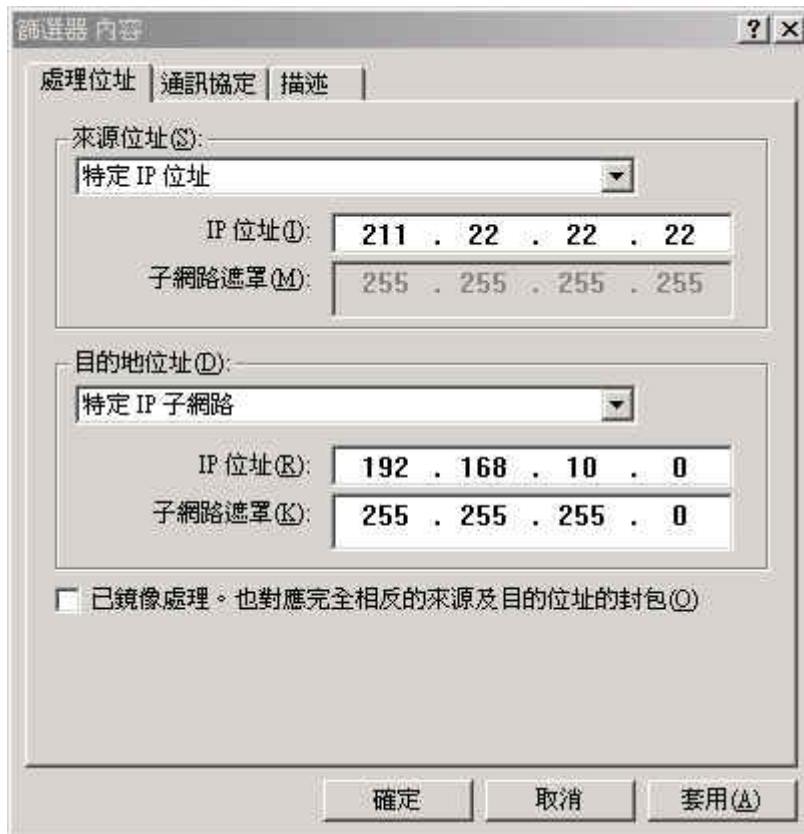 篩選器 內容
處理位址 通訊協定 描述
來源位址(S):
特定 IP 位址
IP 位址(I): 211 . 22 . 22 . 22
子網路遮罩(M): 255 . 255 . 255 . 255
目的地位址(D):
特定 IP 子網路
IP 位址(R): 192 . 168 . 10 . 0
子網路遮罩(K): 255 . 255 . 255 . 0
已鏡像處理。也對應完全相反的來源及目的位址的封包(O)
確定 取消 套用(A)